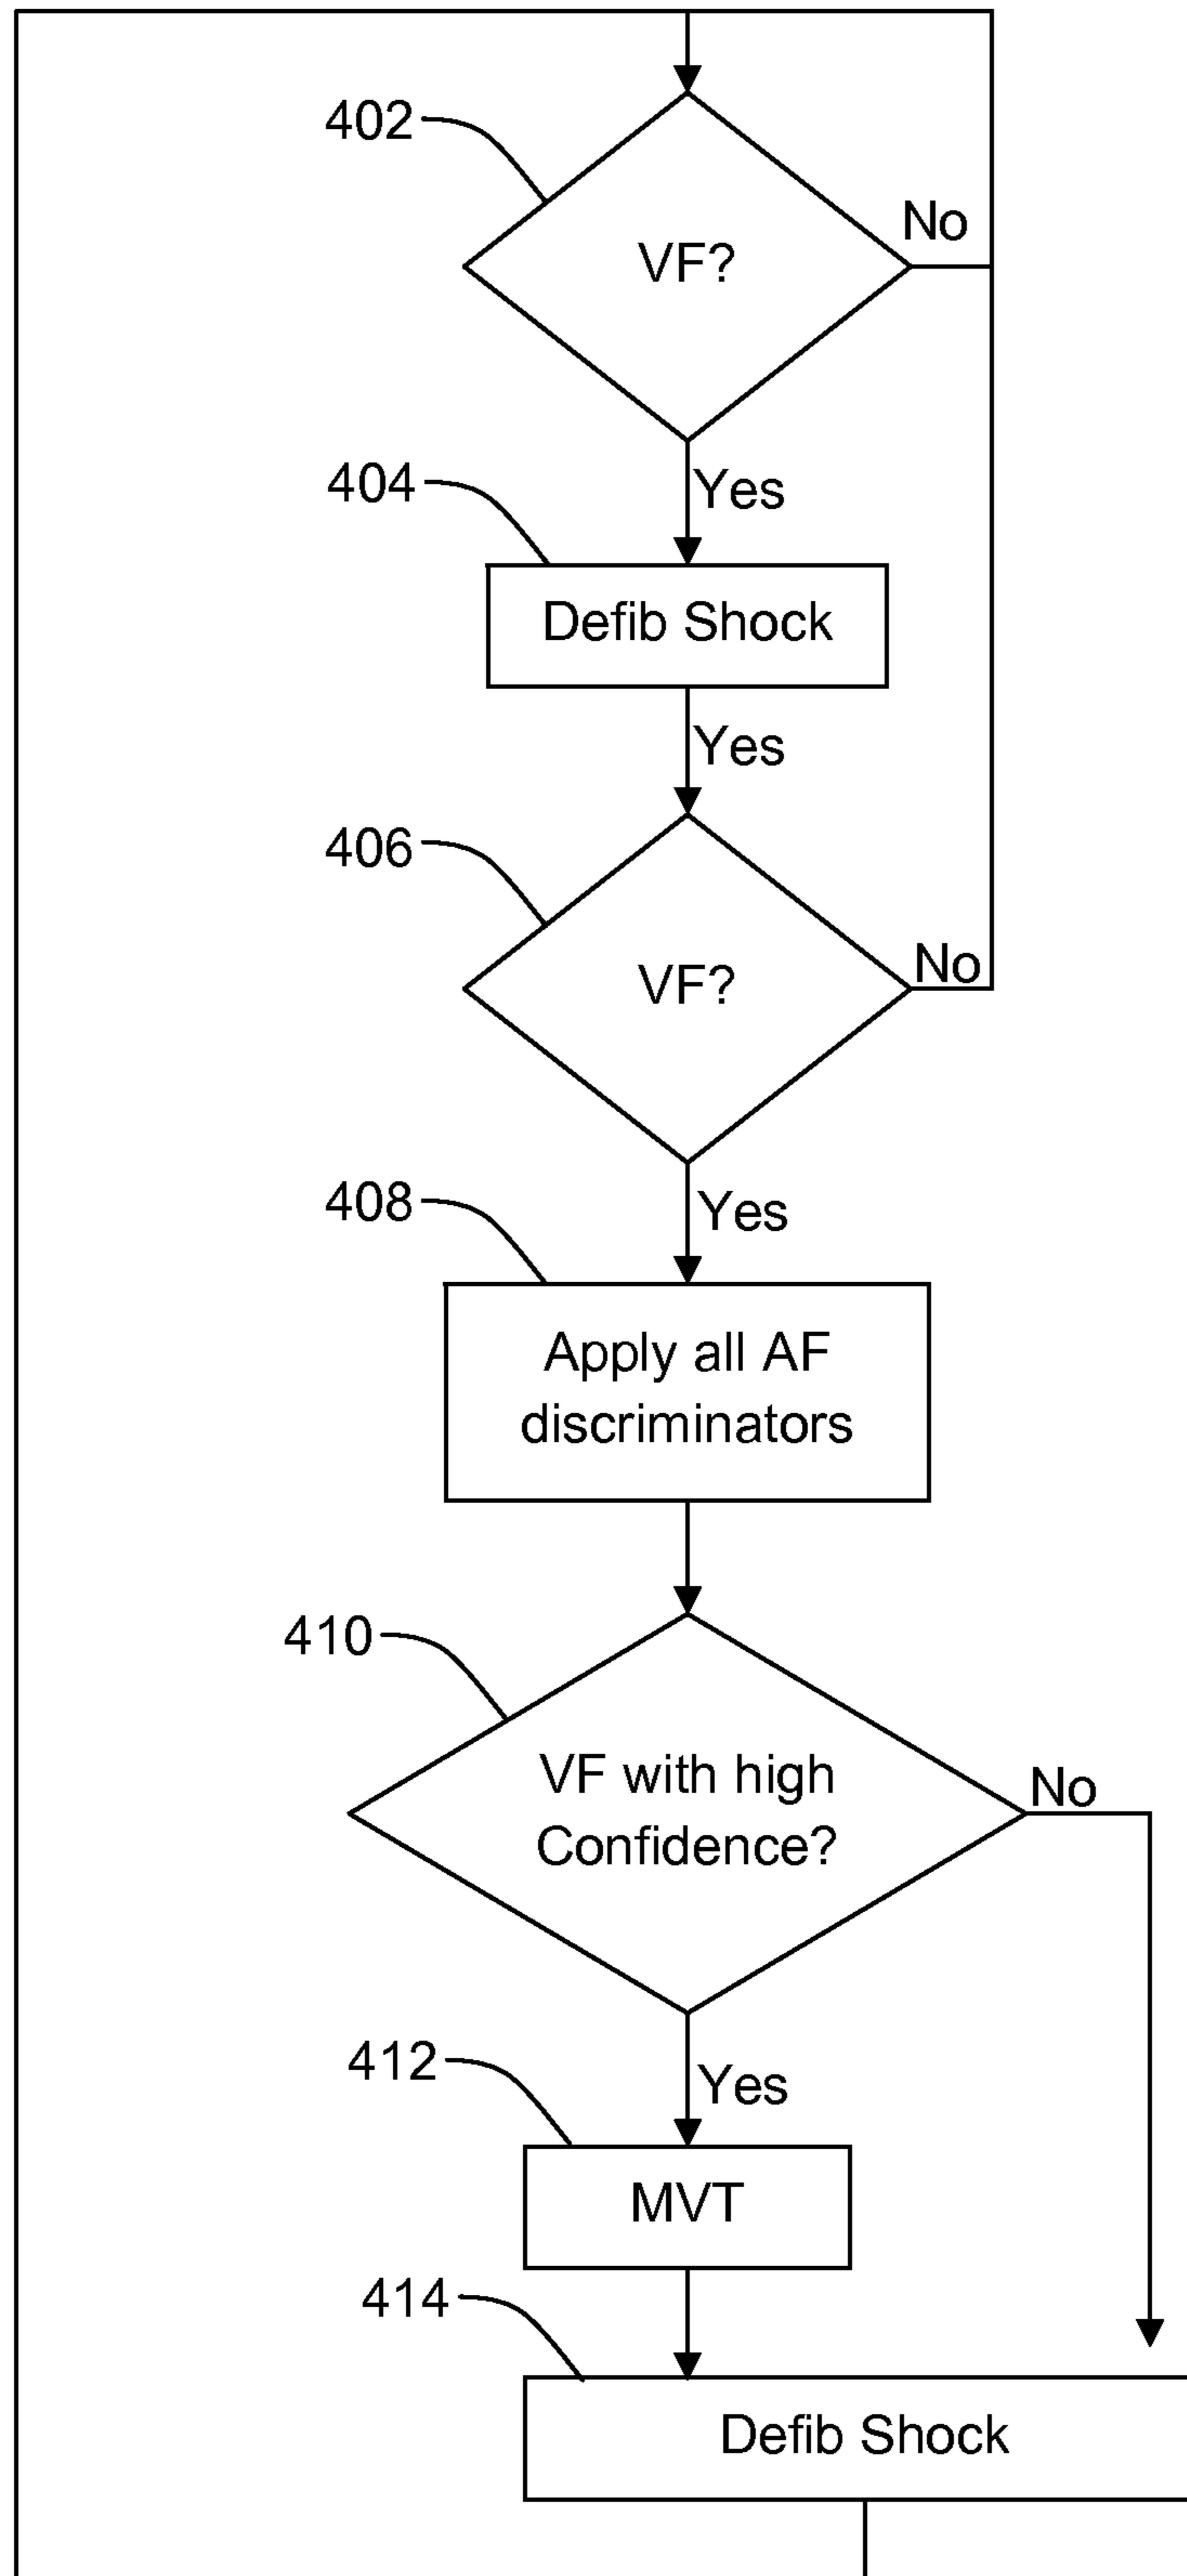 402
VF?
No
404
Yes
Defib Shock
Yes
406
VF?
No
408
Yes
Apply all AF
discriminators
410
VF with high
Confidence?
No
412
Yes
MVT
414
Defib Shock